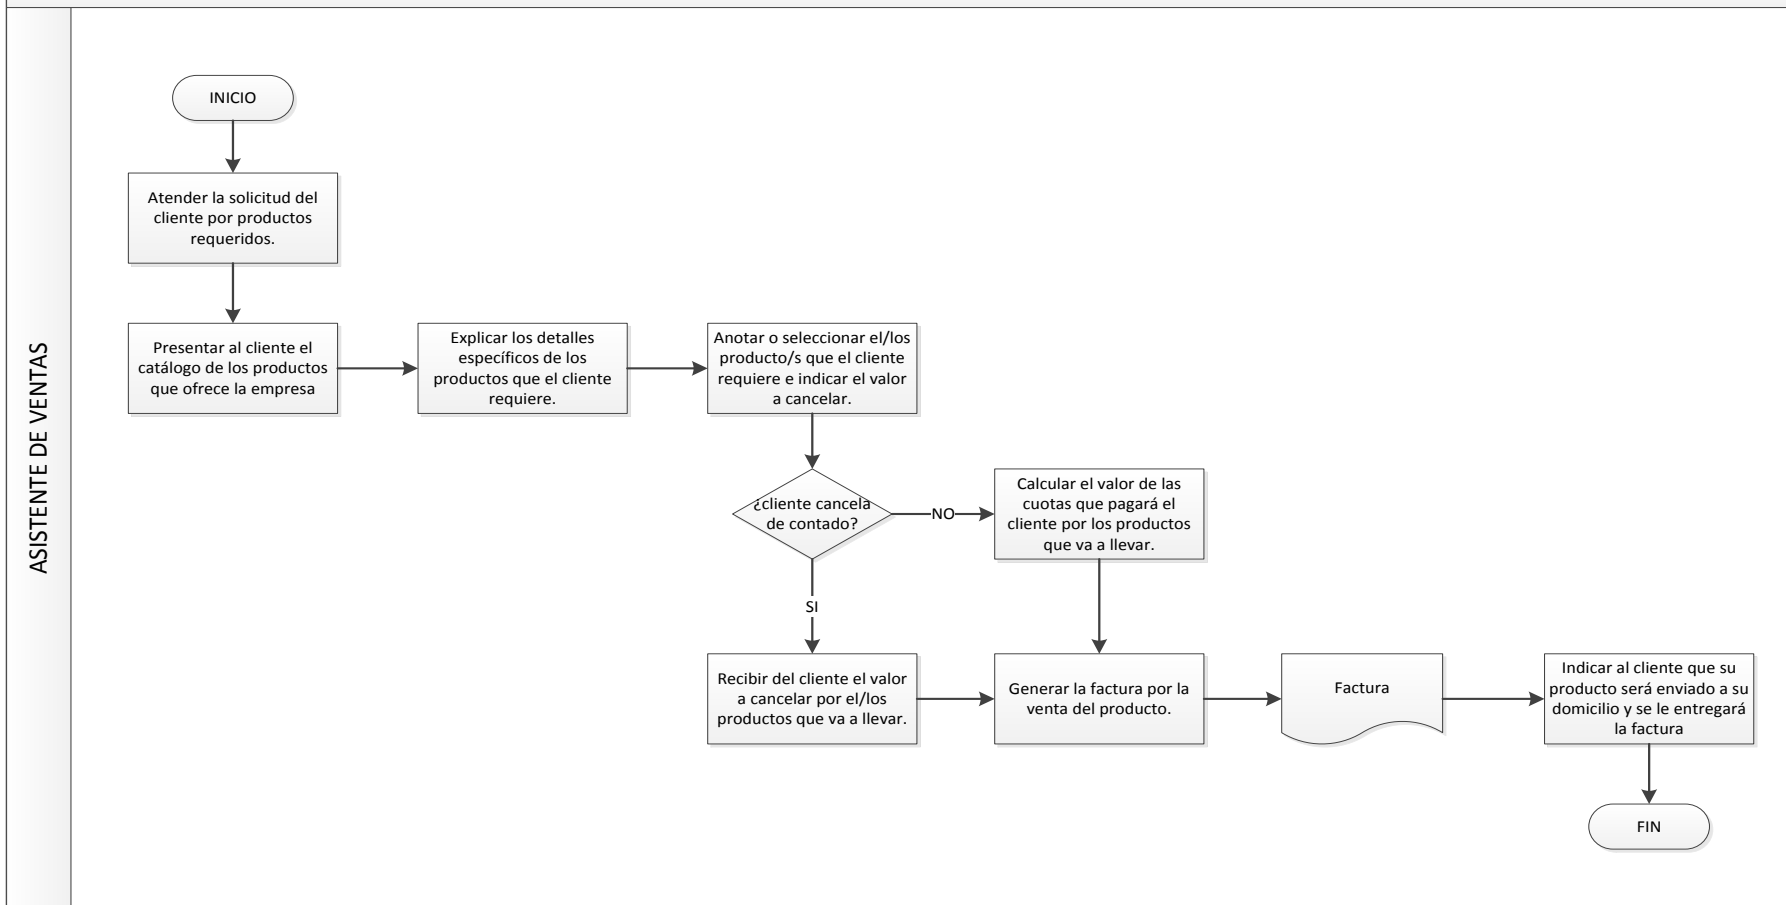 ASISTENTE DE VENTAS
INICIO
Atender la solicitud del
cliente por productos
requeridos.
Presentar al cliente el
catálogo de los productos
que ofrece la empresa
Explicar los detalles
específicos de los
productos que el cliente
requiere.
Anotar o seleccionar el/los
producto/s que el cliente
requiere e indicar el valor
a cancelar.
¿cliente cancela
de contado?
NO
Calcular el valor de las
cuotas que pagará el
cliente por los productos
que va a llevar.
SI
Recibir del cliente el valor
a cancelar por el/los
productos que va a llevar.
Generar la factura por la
venta del producto.
Factura
Indicar al cliente que su
producto será enviado a su
domicilio y se le entregará
la factura
FIN